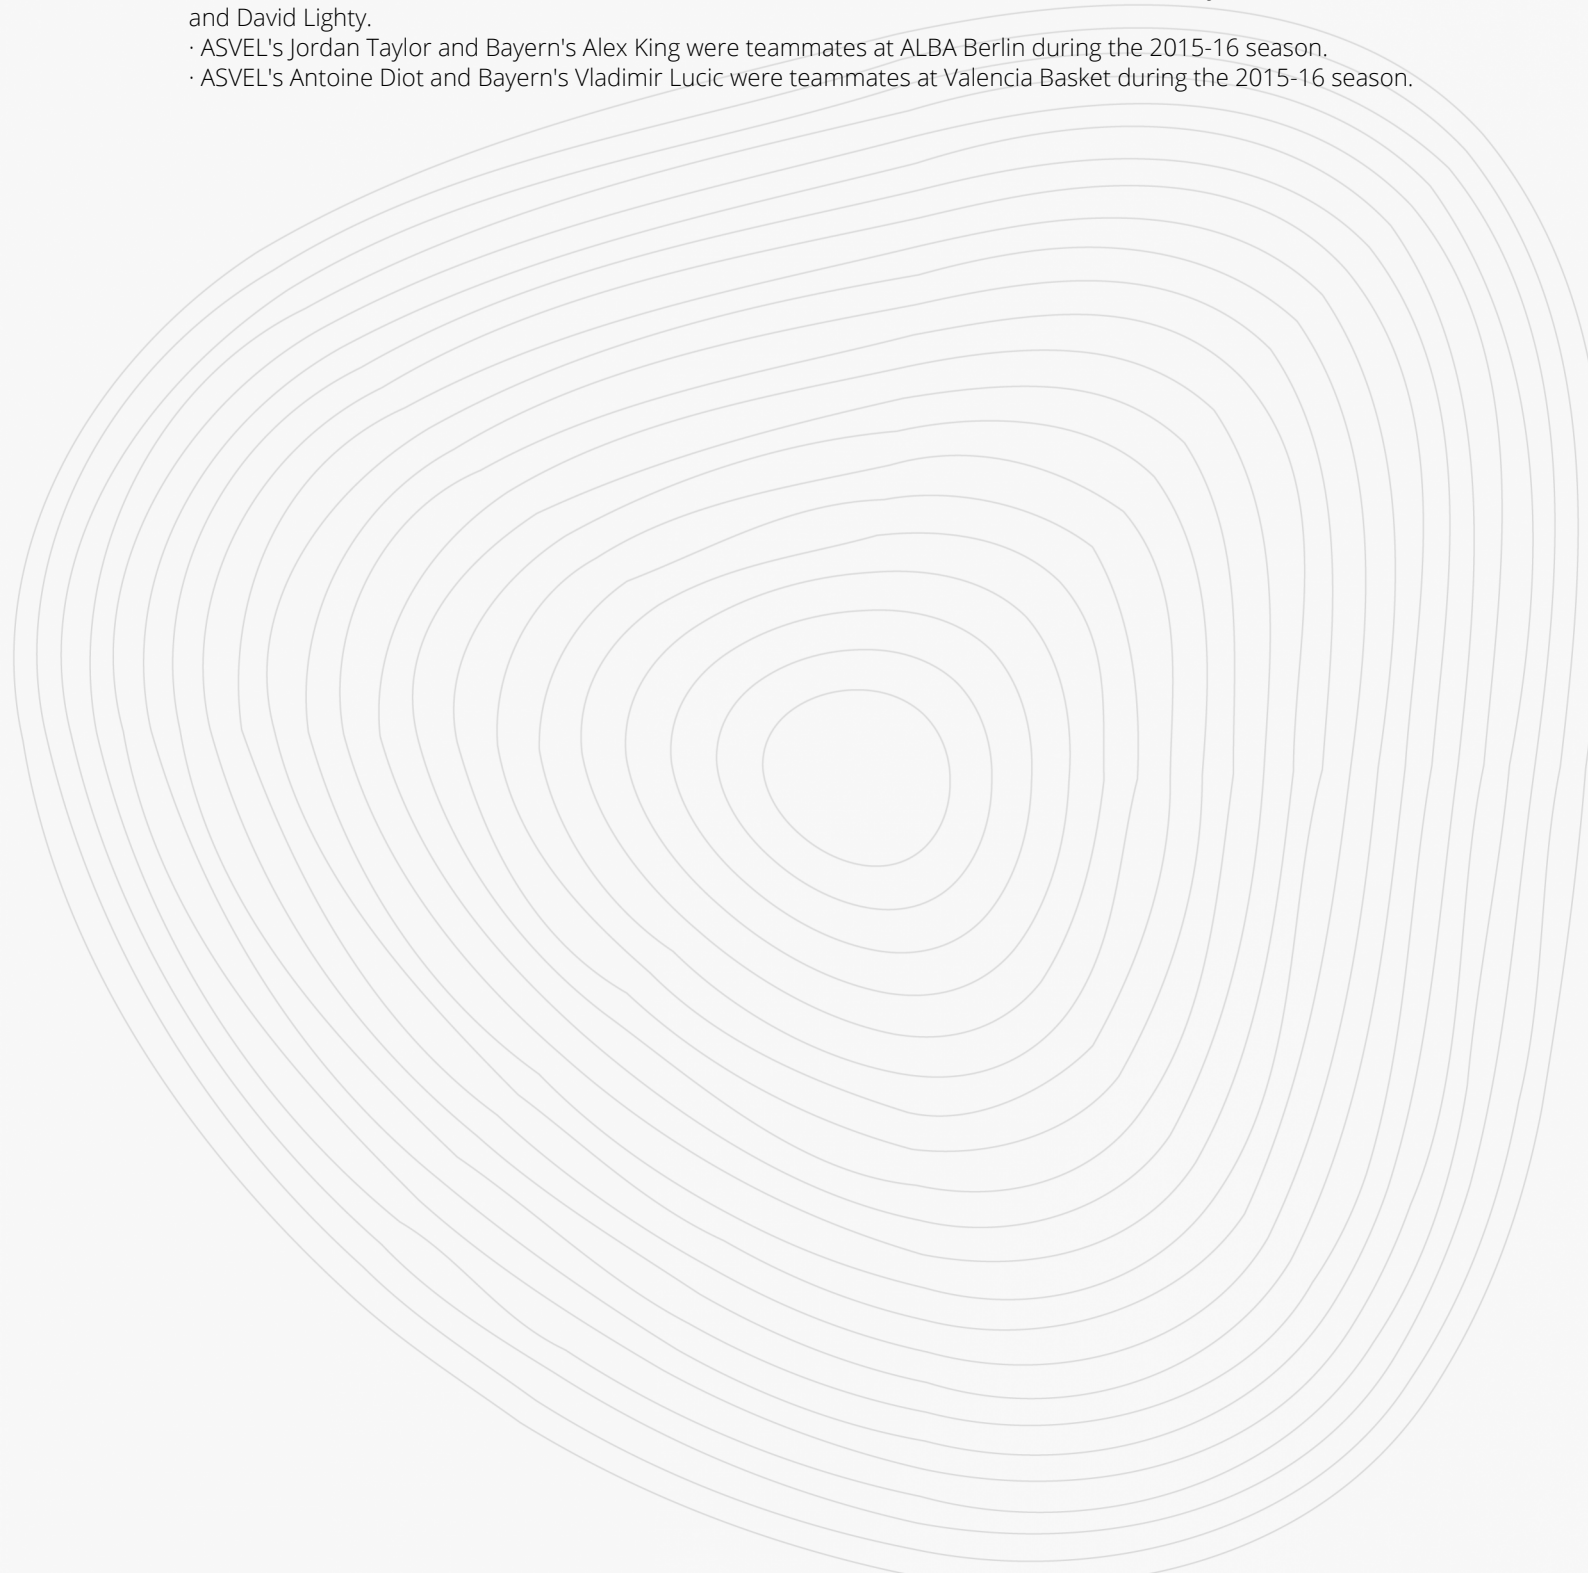 and David Lighty.
· ASVEL's Jordan Taylor and Bayern's Alex King were teammates at ALBA Berlin during the 2015-16 season.
· ASVEL's Antoine Diot and Bayern's Vladimir Lucic were teammates at Valencia Basket during the 2015-16 season.